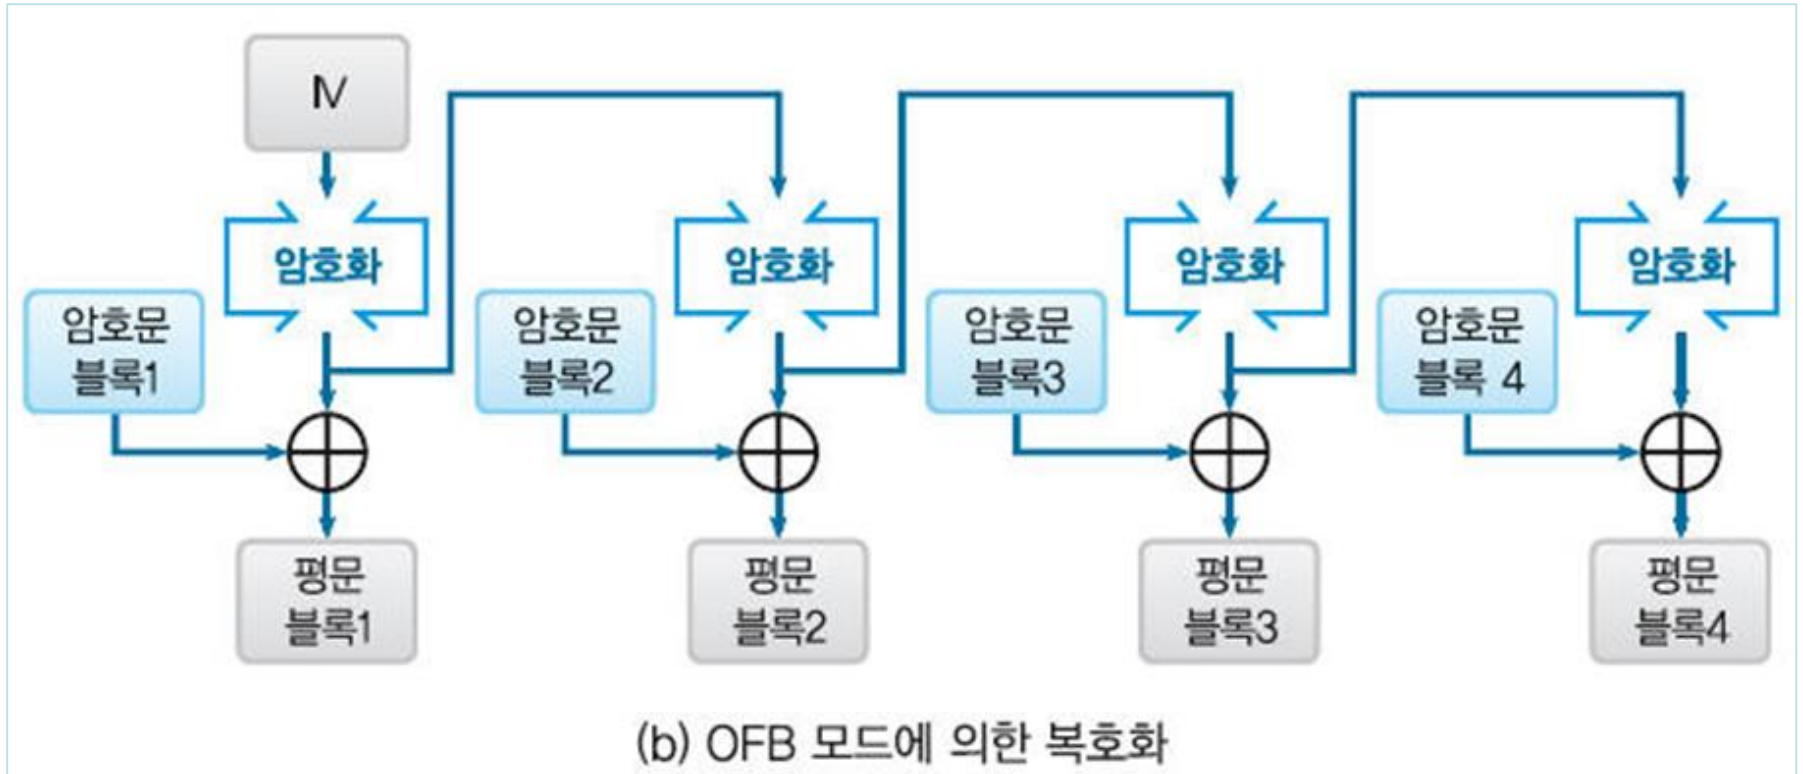 IV
암호화
암호화
암호화
암호화
암호문
블록1
암호문
블록2
암호문
블록3
암호문
블록 4
평문
블록1
평문
블록2
평문
블록3
평문
블록4
(b) OFB 모드에 의한 복호화